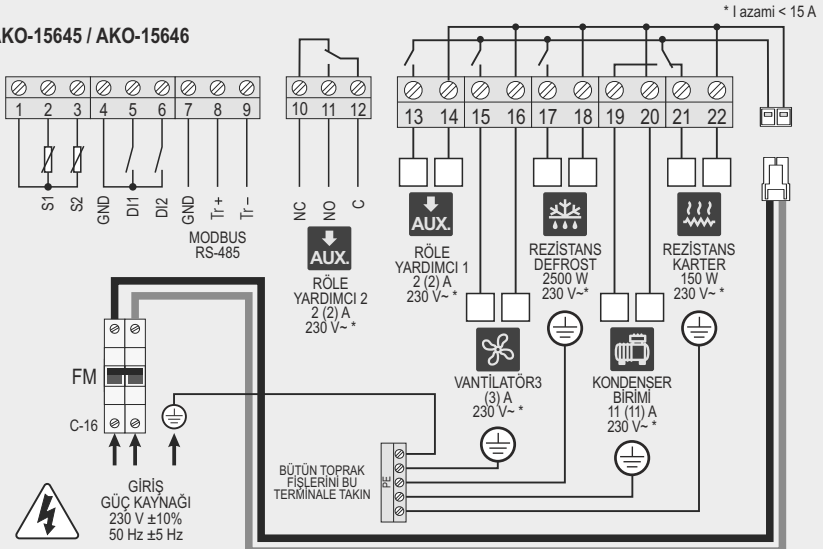 * I azami < 15 A
AKO-15645 / AKO-15646
1 2 3 4 5 6 7 8 9
10 11 12
13 14 15 16 17 18 19 20 21 22
S1
S2
GND
DI1
DI2
GND
Tr +
Tr –
MODBUS
RS-485
NC
NO
C
AUX.
RÖLE
YARDIMCI 2
2 (2) A
230 V~ *
AUX.
RÖLE
YARDIMCI 1
2 (2) A
230 V~ *
REZİSTANS
DEFROST
2500 W
230 V~*
REZİSTANS
KARTER
150 W
230 V~ *
VANTİLATÖR3
(3) A
230 V~ *
KONDENSER
BİRİMİ
11 (11) A
230 V~ *
FM
C-16
GİRİŞ
GÜÇ KAYNAĞI
230 V ±10%
50 Hz ±5 Hz
BÜTÜN TOPRAK
FİŞLERİNİ BU
TERMİNALE TAKIN
PE